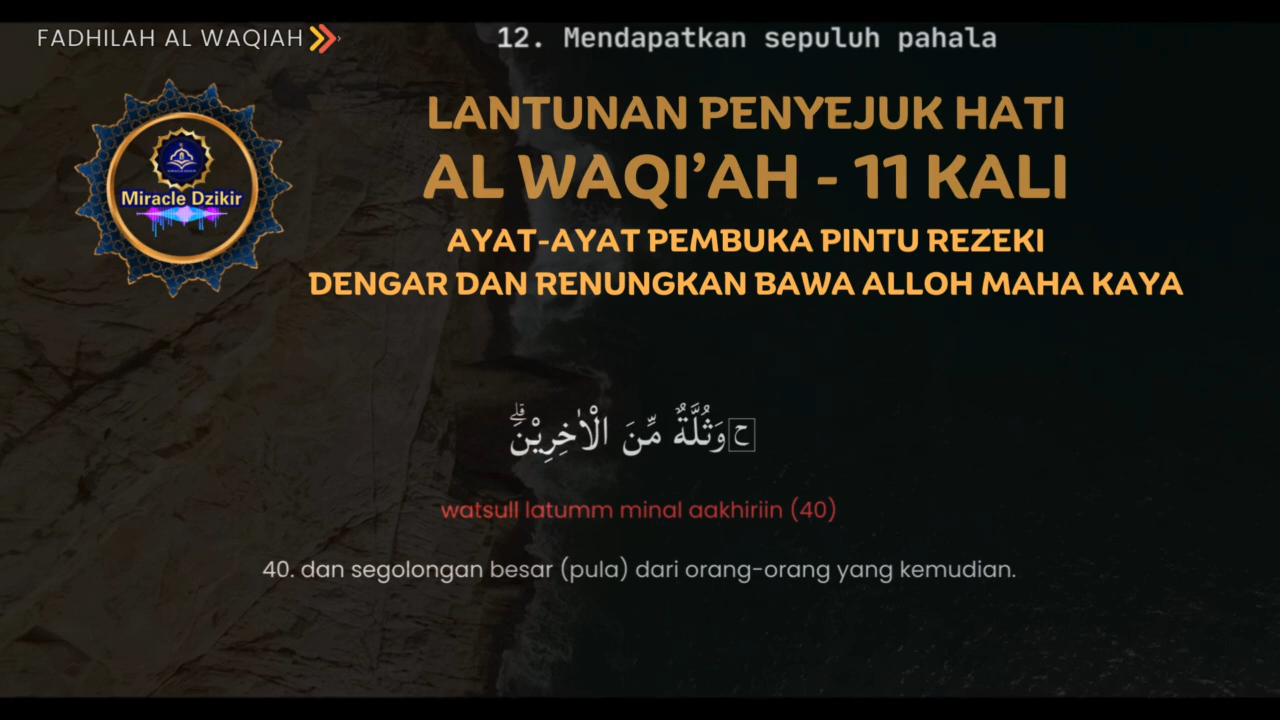 FADHILAH AL WAQIAH
12. Mendapatkan sepuluh pahala
LANTUNAN PENYEJUK HATI
AL WAQI’AH - 11 KALI
AYAT-AYAT PEMBUKA PINTU REZEKI
DENGAR DAN RENUNGKAN BAWA ALLOH MAHA KAYA
Miracle Dzikir
ح وَثُلَّةٌ مِّنَ الْاٰخِرِيْنَۗ
watsull latumm minal aakhiriin (40)
40. dan segolongan besar (pula) dari orang-orang yang kemudian.